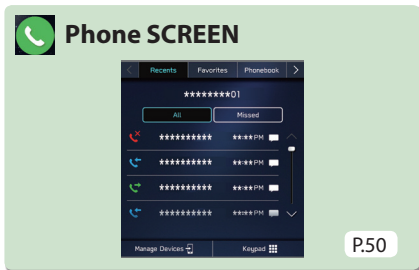 Phone SCREEN
Recents Favorites Phonebook
********01
All Missed
********** **:** PM
********** **:** PM
********** **:** PM
********** **:** PM
Manage Devices Keypad
P.50